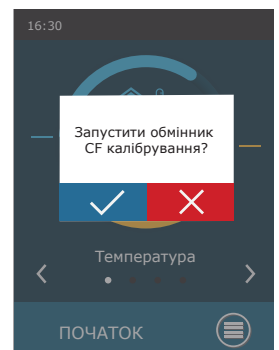 16:30
Запустити обмінник
CF калібрування?
Температура
ПОЧАТОК